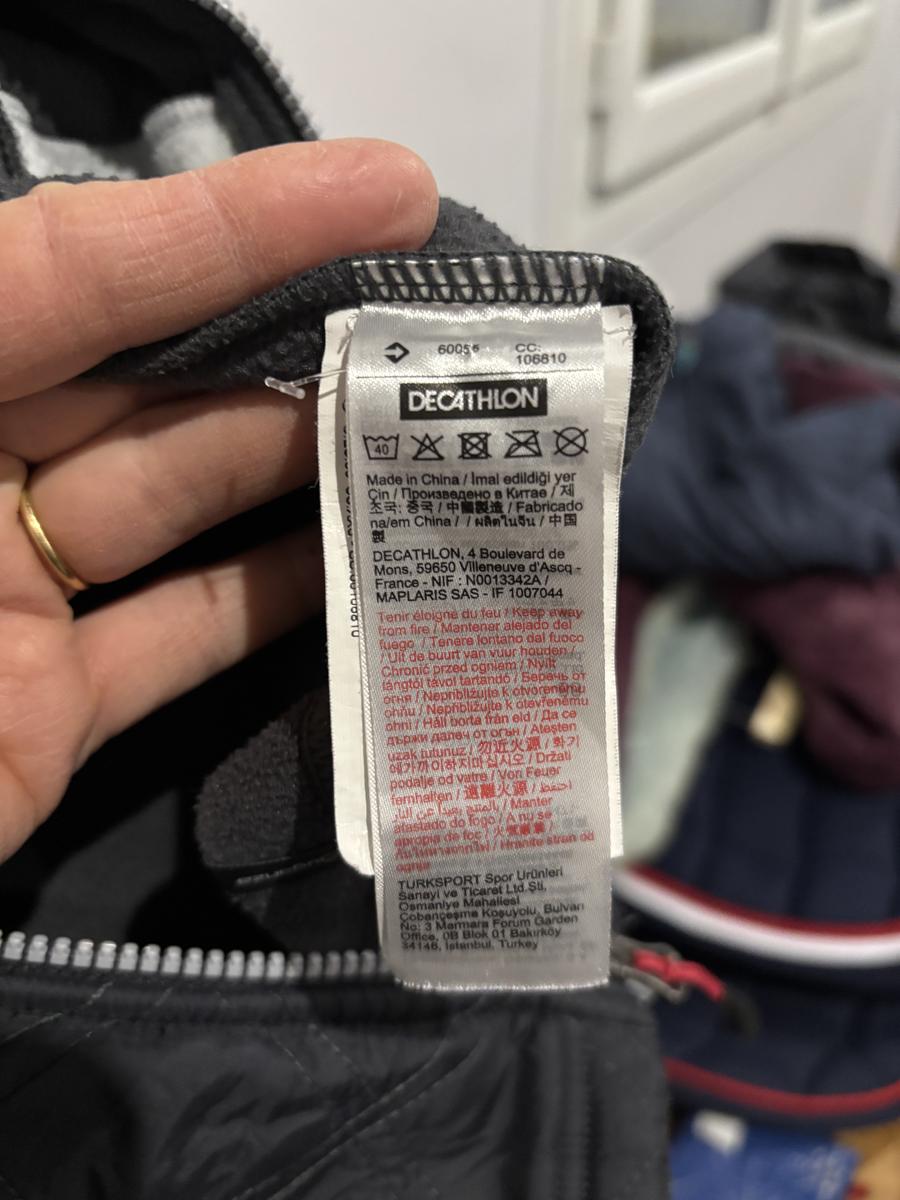 60056 CC:
106810
DECATHLON
40
Made in China / İmal edildiği yer
Çin / Произведено в Китае / 제
조국: 중국 / 中國製造 / Fabricado
na/em China / / ผลิตในจีน / 中国
製
DECATHLON, 4 Boulevard de
Mons, 59650 Villeneuve d'Ascq -
France - NIF : N0013342A /
MAPLARIS SAS - IF 1007044
Tenir éloigné du feu / Keep away
from fire / Mantener alejado del
fuego / Tenere lontano dal fuoco
/ Uit de buurt van vuur houden /
Chronić przed ogniem / Nyílt
lángtól távol tartandó / Беречь от
огня / Nepribližujte k otvorenému
ohňu / Nepřibližujte k otevřenému
ohni / Håll borta från eld / Да се
държи далеч от огън / Ateşten
uzak tutunuz / 勿近火源 / 화기
에가까이하지마십시오 / Držati
podalje od vatre / Von Feuer
fernhalten / 遠離火源 / احتفظ
بالمنتج بعيدا عن النار / Manter
afastado do fogo / A nu se
apropia de foc / 火気厳禁 /
/ Hranite stran od
ognja
TURKSPORT Spor Ürünleri
Sanayi ve Ticaret Ltd.Şti.
Osmaniye Mahallesi
Çobançeşme Koşuyolu, Bulvarı
No: 3 Marmara Forum Garden
Office, 0B Blok 01 Bakırköy
34146, İstanbul, Turkey